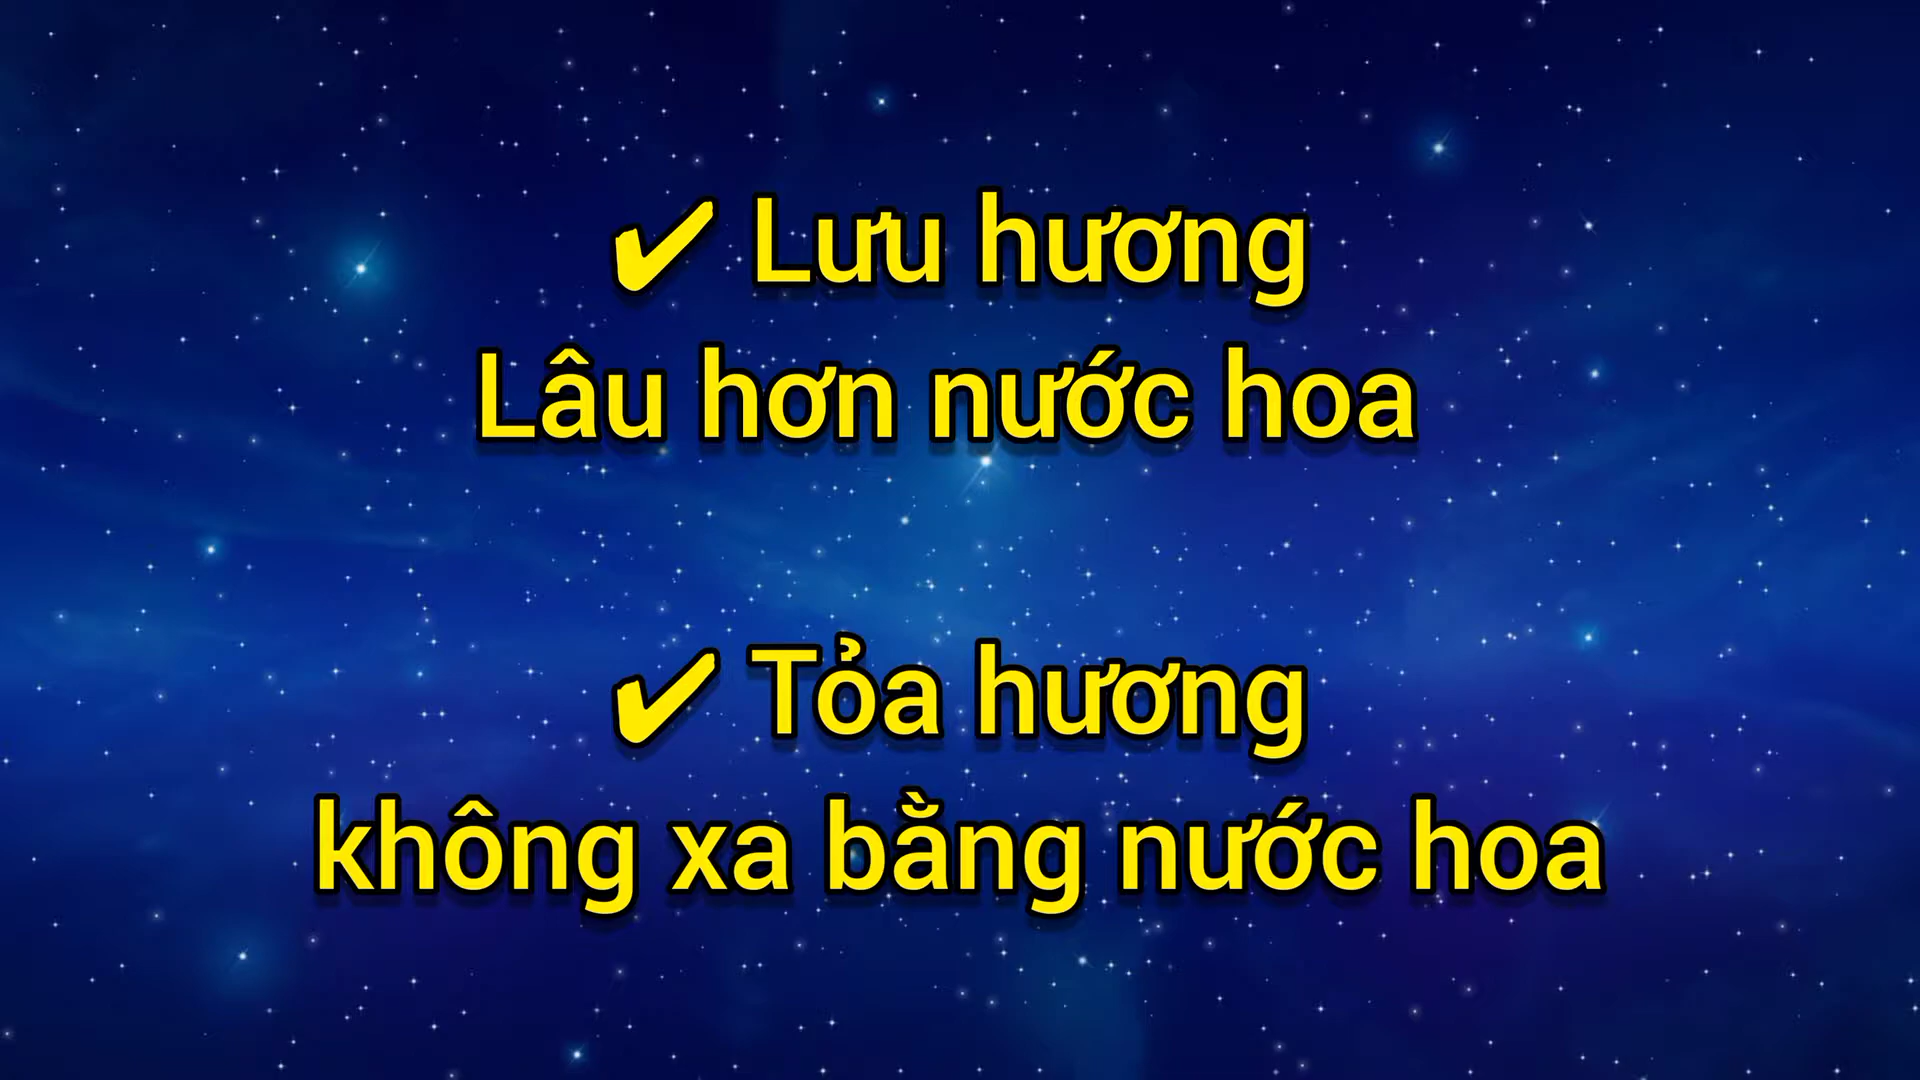 ✔ Lưu hương
Lâu hơn nước hoa
✔ Tỏa hương
không xa bằng nước hoa